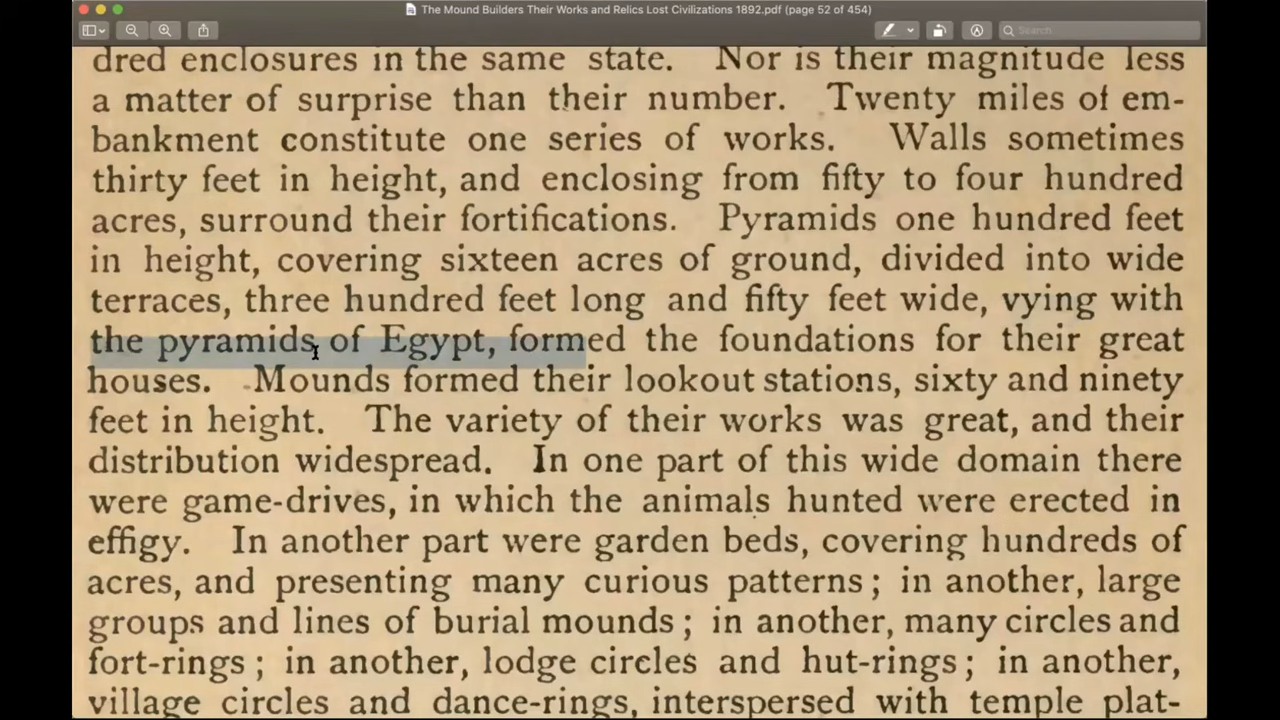 The Mound Builders Their Works and Relics Lost Civilizations 1892.pdf (page 52 of 454)
Search
dred enclosures in the same state. Nor is their magnitude less
a matter of surprise than their number. Twenty miles of em-
bankment constitute one series of works. Walls sometimes
thirty feet in height, and enclosing from fifty to four hundred
acres, surround their fortifications. Pyramids one hundred feet
in height, covering sixteen acres of ground, divided into wide
terraces, three hundred feet long and fifty feet wide, vying with
the pyramids of Egypt, formed the foundations for their great
houses. Mounds formed their lookout stations, sixty and ninety
feet in height. The variety of their works was great, and their
distribution widespread. In one part of this wide domain there
were game-drives, in which the animals hunted were erected in
effigy. In another part were garden beds, covering hundreds of
acres, and presenting many curious patterns; in another, large
groups and lines of burial mounds; in another, many circles and
fort-rings; in another, lodge circles and hut-rings; in another,
village circles and dance-rings, interspersed with temple plat-